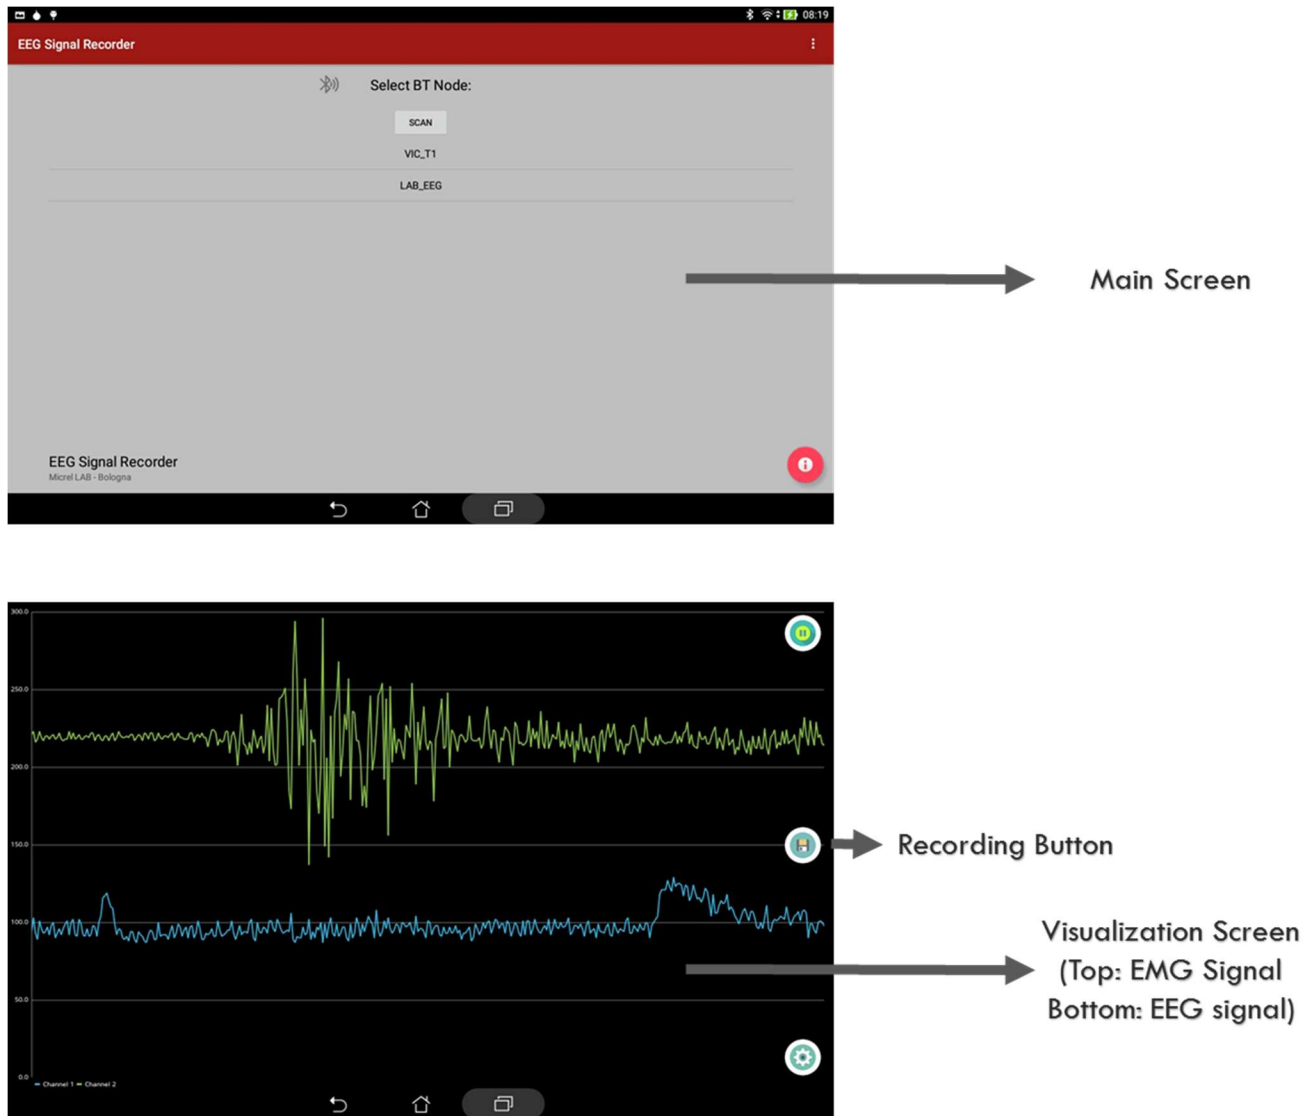 08:19
EEG Signal Recorder
Select BT Node:
SCAN
VIC_T1
LAB_EEG
Main Screen
EEG Signal Recorder
Micrel LAB - Bologna
300.0
250.0
200.0
150.0
Recording Button
100.0
Visualization Screen
(Top: EMG Signal
Bottom: EEG signal)
50.0
0.0
Channel 1 Channel 2